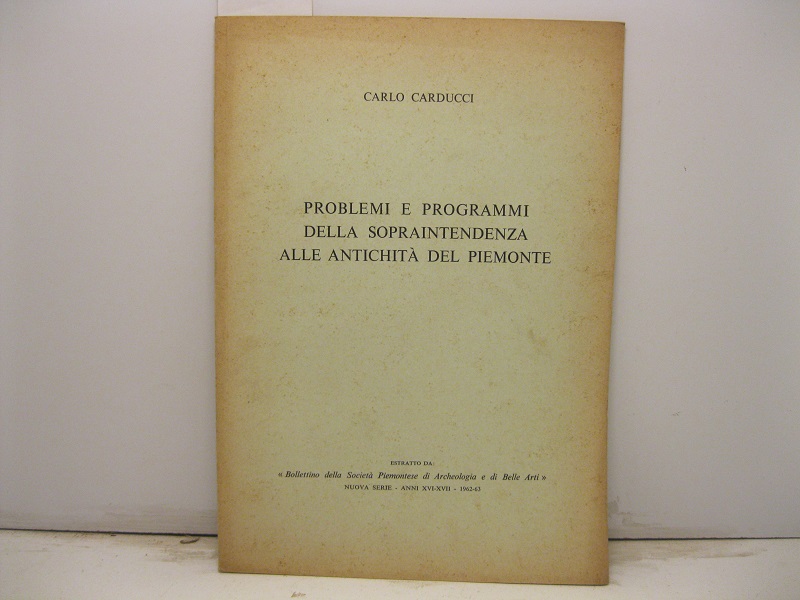 CARLO CARDUCCI
PROBLEMI E PROGRAMMI
DELLA SOPRAINTENDENZA
ALLE ANTICHITÀ DEL PIEMONTE
ESTRATTO DA:
« Bollettino della Società Piemontese di Archeologia e di Belle Arti »
NUOVA SERIE - ANNI XVI-XVII - 1962-63